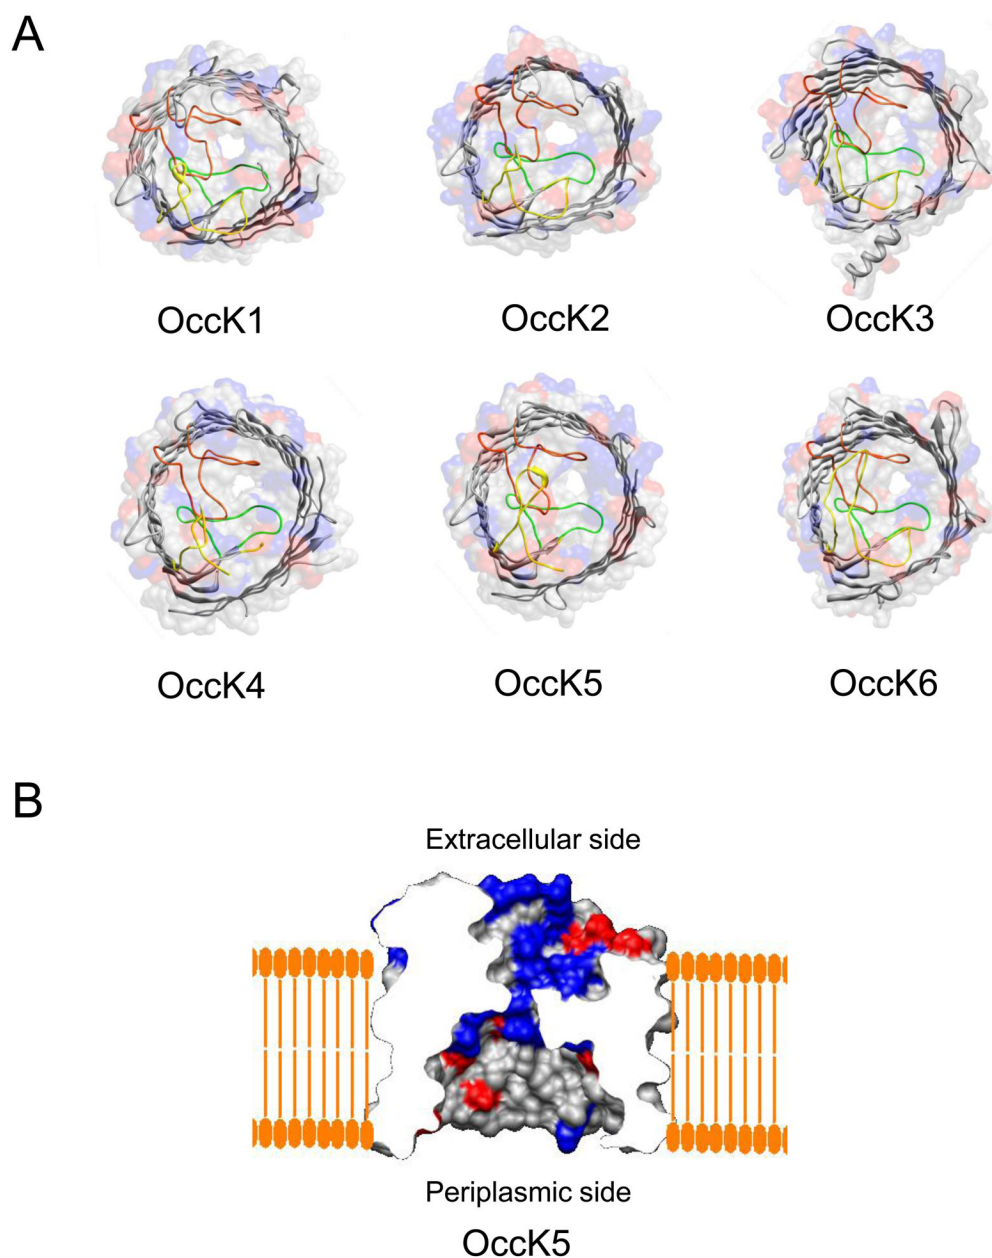 A
OccK1 OccK2 OccK3
OccK4 OccK5 OccK6
B
Extracellular side
Periplasmic side
OccK5